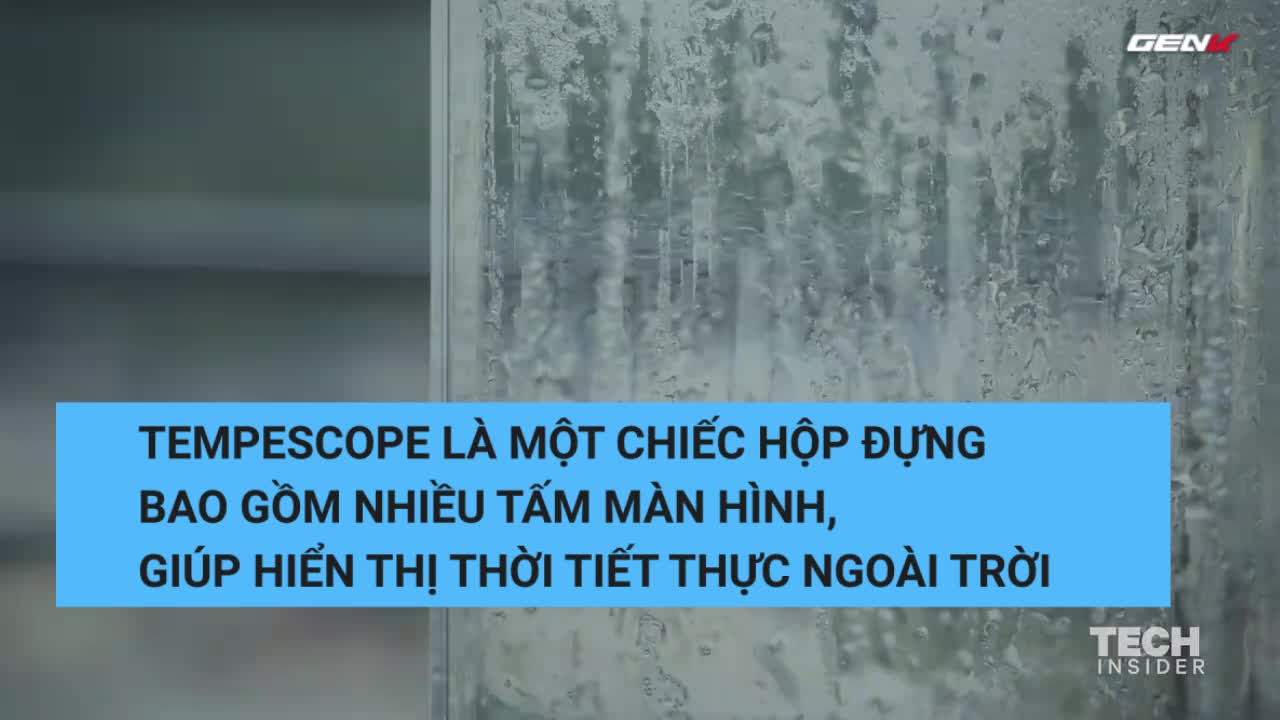 GENK
TEMPESCOPE LÀ MỘT CHIẾC HỘP ĐỰNG
BAO GỒM NHIỀU TẤM MÀN HÌNH,
GIÚP HIỂN THỊ THỜI TIẾT THỰC NGOÀI TRỜI
TECH
INSIDER